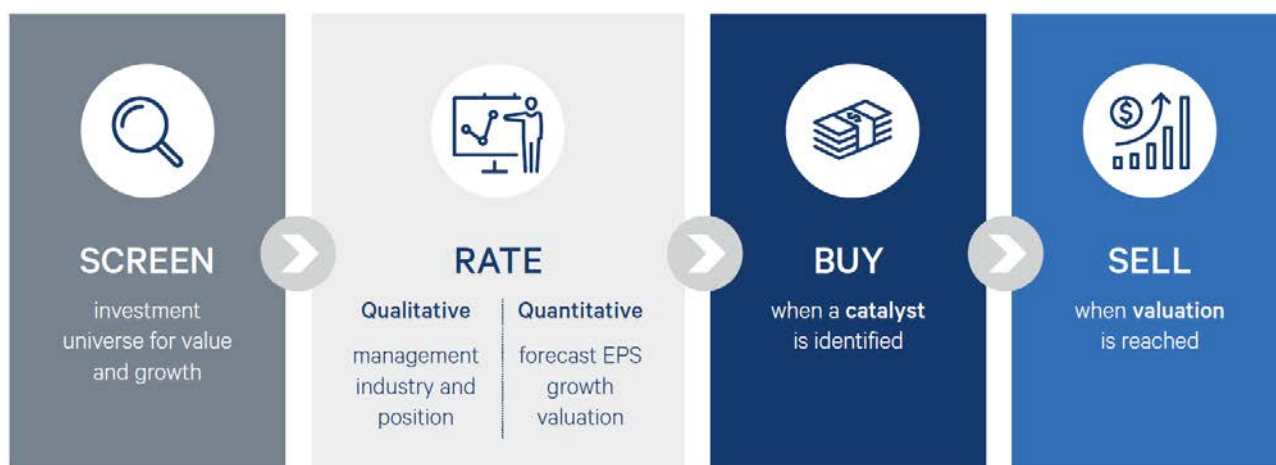 SCREEN
investment
universe for value
and growth
RATE
Qualitative
management
industry and
position
Quantitative
forecast EPS
growth
valuation
BUY
when a catalyst
is identified
SELL
when valuation
is reached